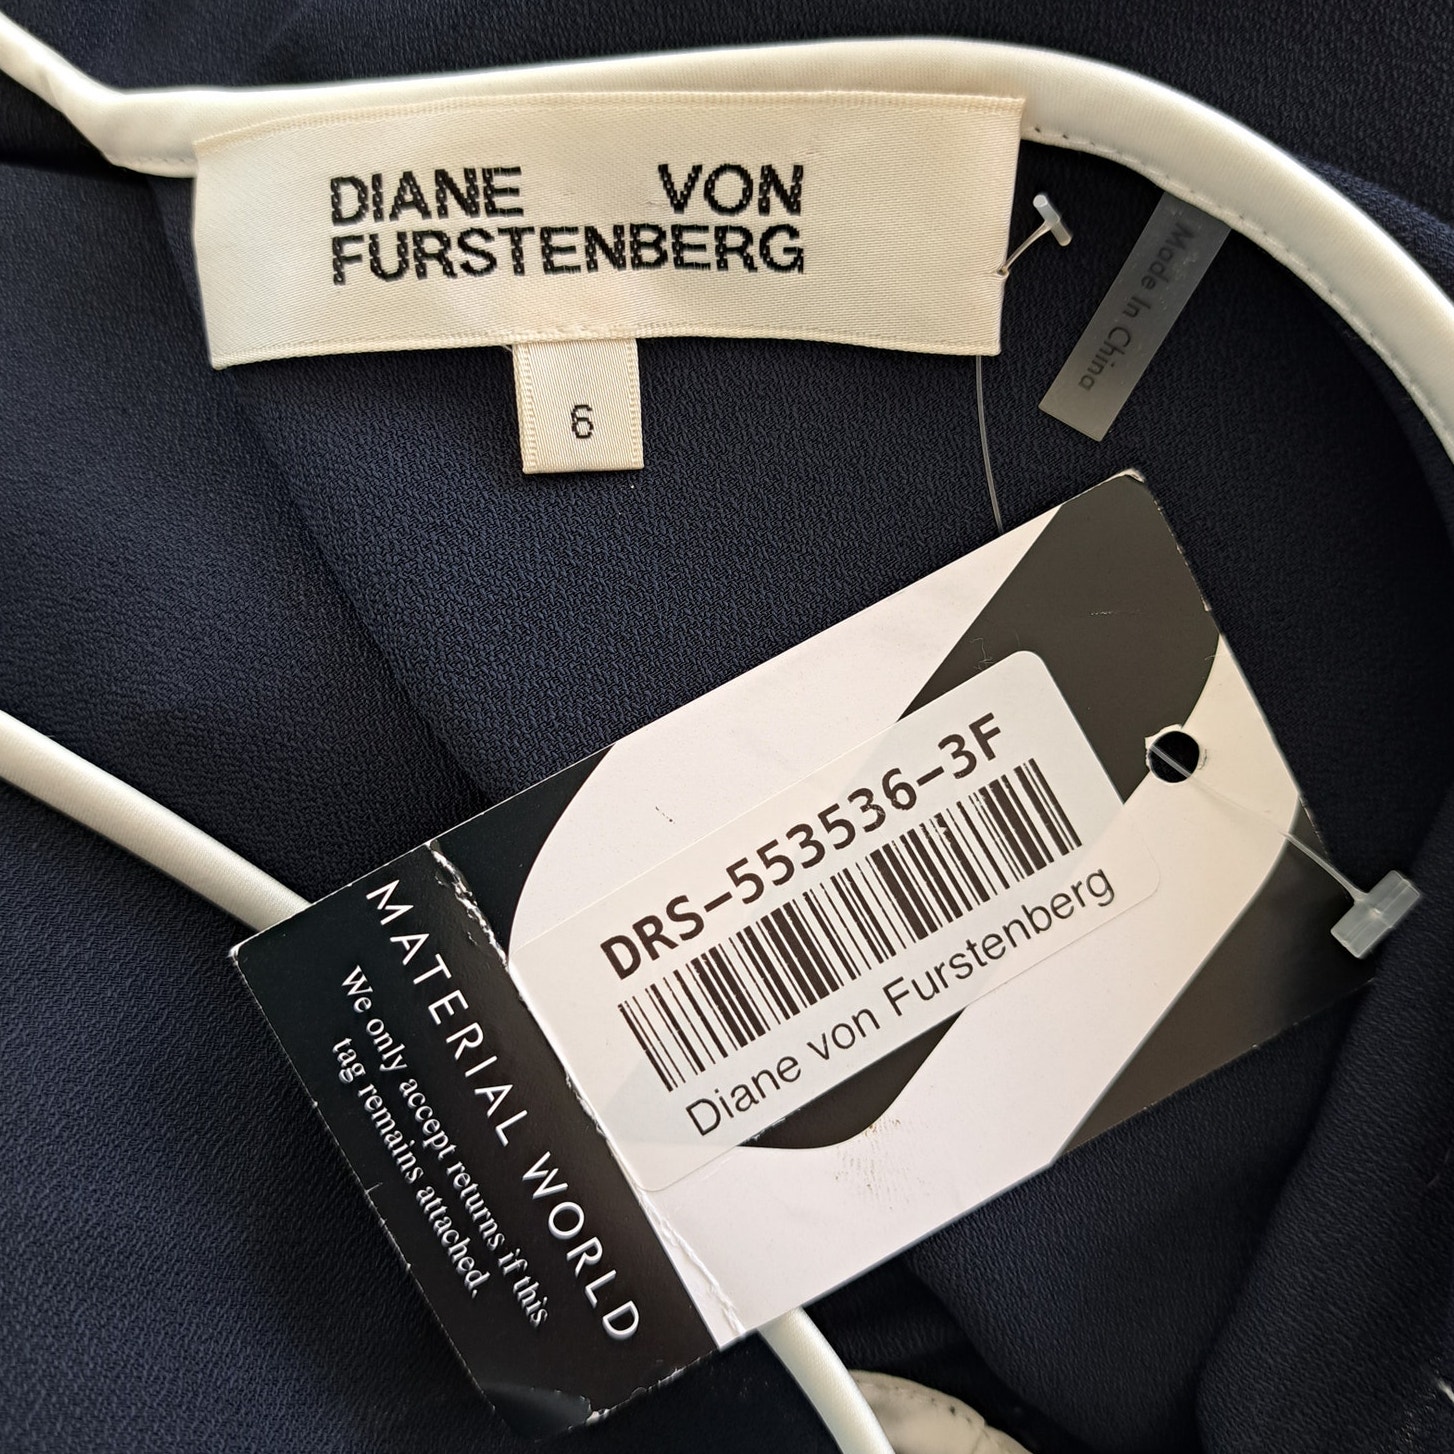 DIANE VON
FURSTENBERG
6
Made In China
DRS-553536-3F
Diane von Furstenberg
MATERIAL WORLD
We only accept returns if this
tag remains attached.